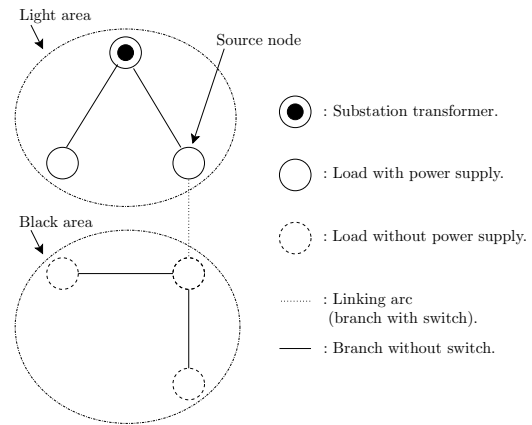 Light area
Source node
: Substation transformer.
: Load with power supply.
Black area
: Load without power supply.
: Linking arc
(branch with switch).
: Branch without switch.